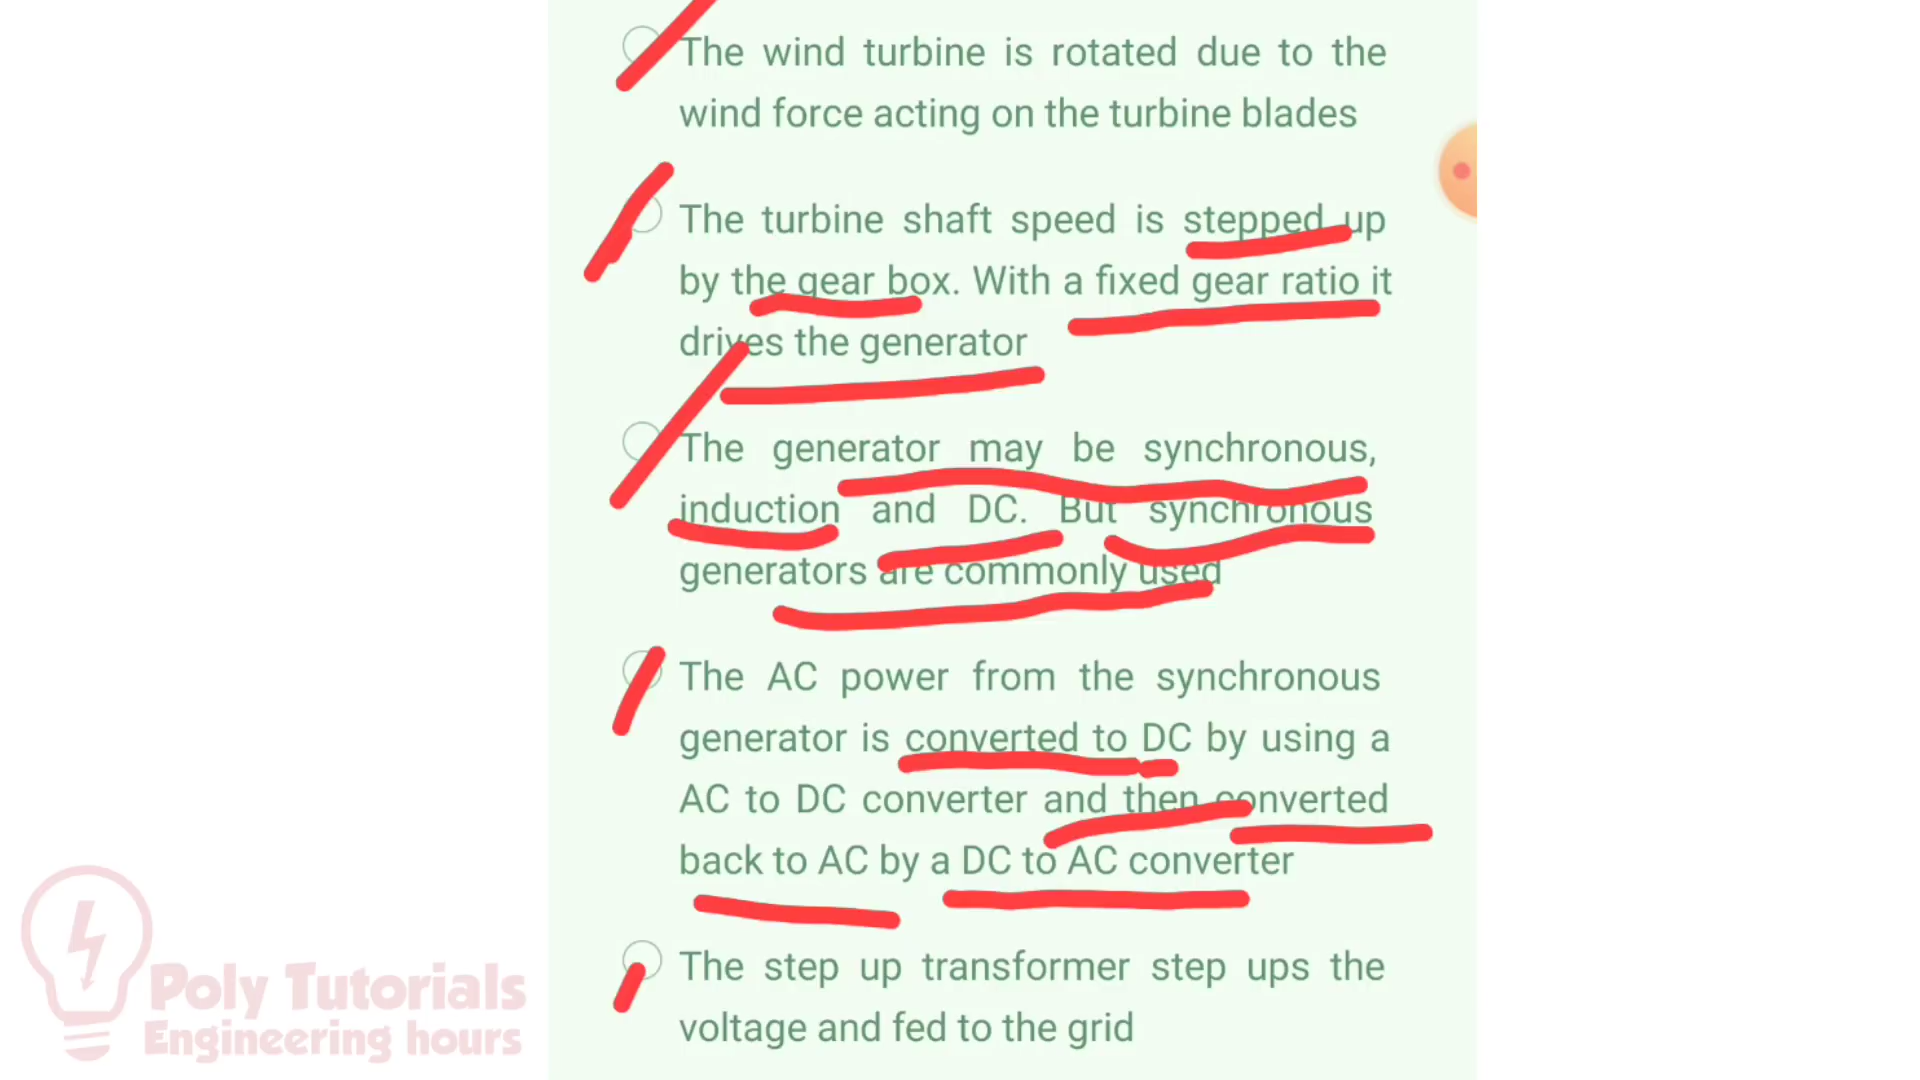 The wind turbine is rotated due to the
wind force acting on the turbine blades
The turbine shaft speed is stepped up
by the gear box. With a fixed gear ratio it
drives the generator
The generator may be synchronous,
induction and DC. But synchronous
generators are commonly used
The AC power from the synchronous
generator is converted to DC by using a
AC to DC converter and then converted
back to AC by a DC to AC converter
The step up transformer step ups the
voltage and fed to the grid
Poly Tutorials
Engineering hours